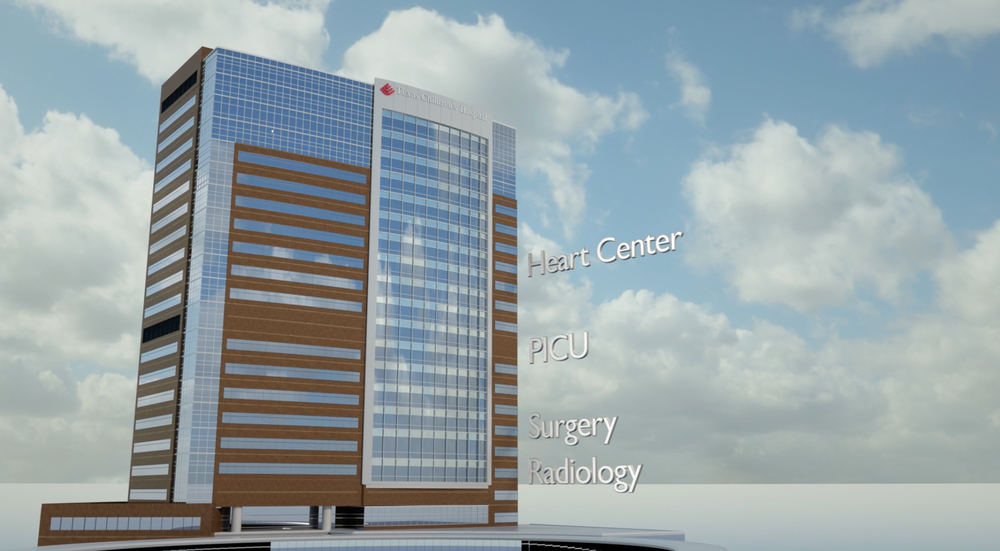 Texas Children's Hospital
Heart Center
PICU
Surgery
Radiology